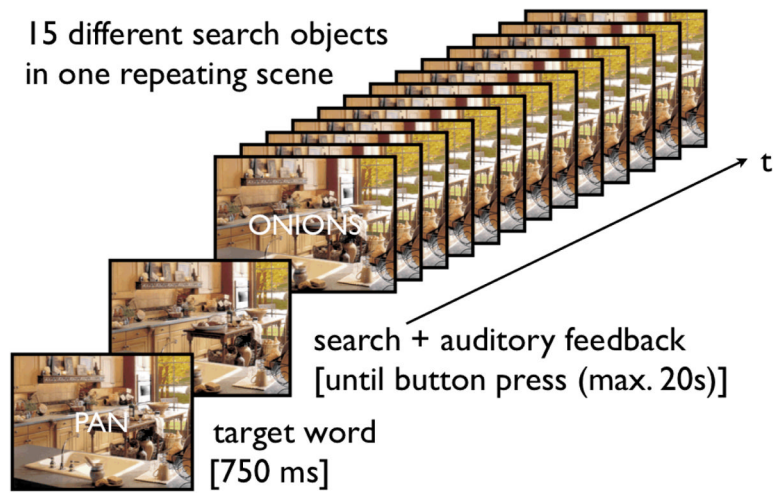 15 different search objects
in one repeating scene
ONIONS
t
search + auditory feedback
[until button press (max. 20s)]
PAN
target word
[750 ms]